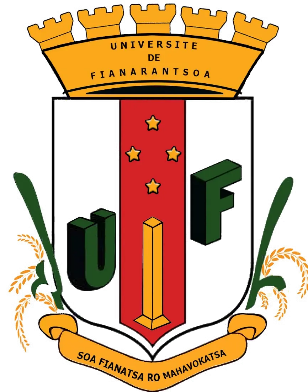 UNIVERSITE
DE
FIANARANTSOA
U F
SOA FIANATSA RO MAHAVOKATSA